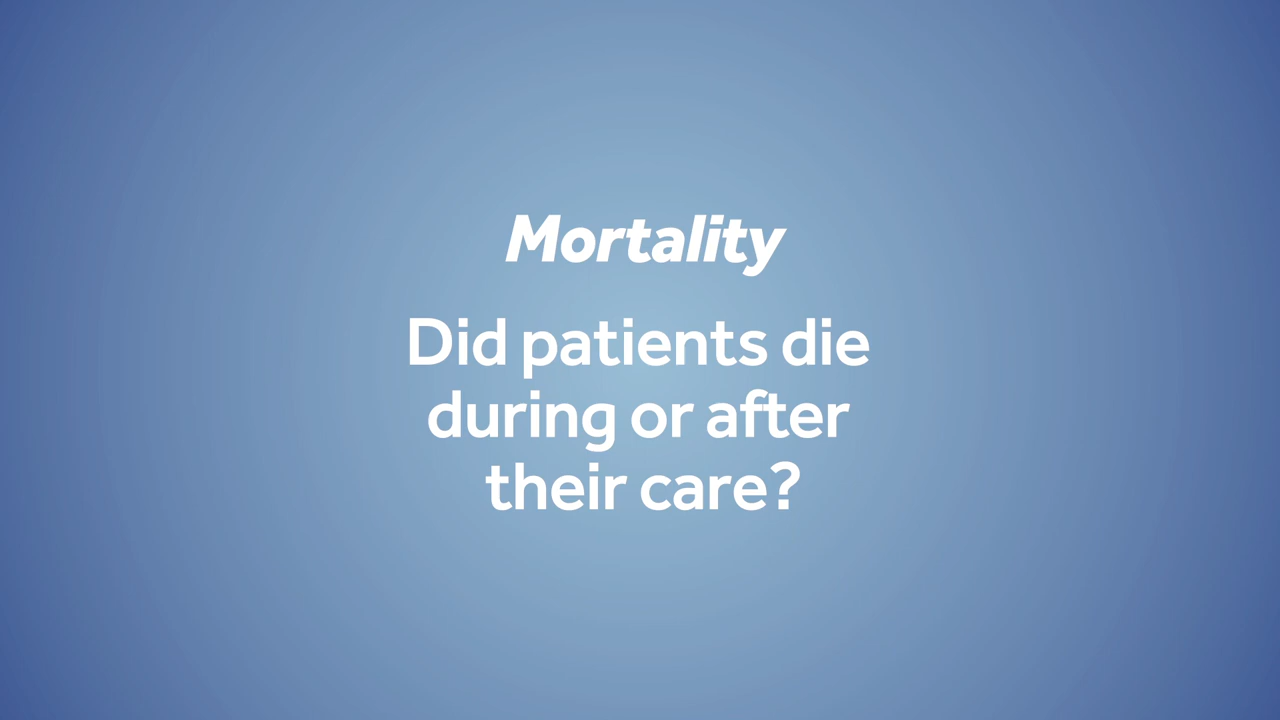 Mortality
Did patients die
during or after
their care?